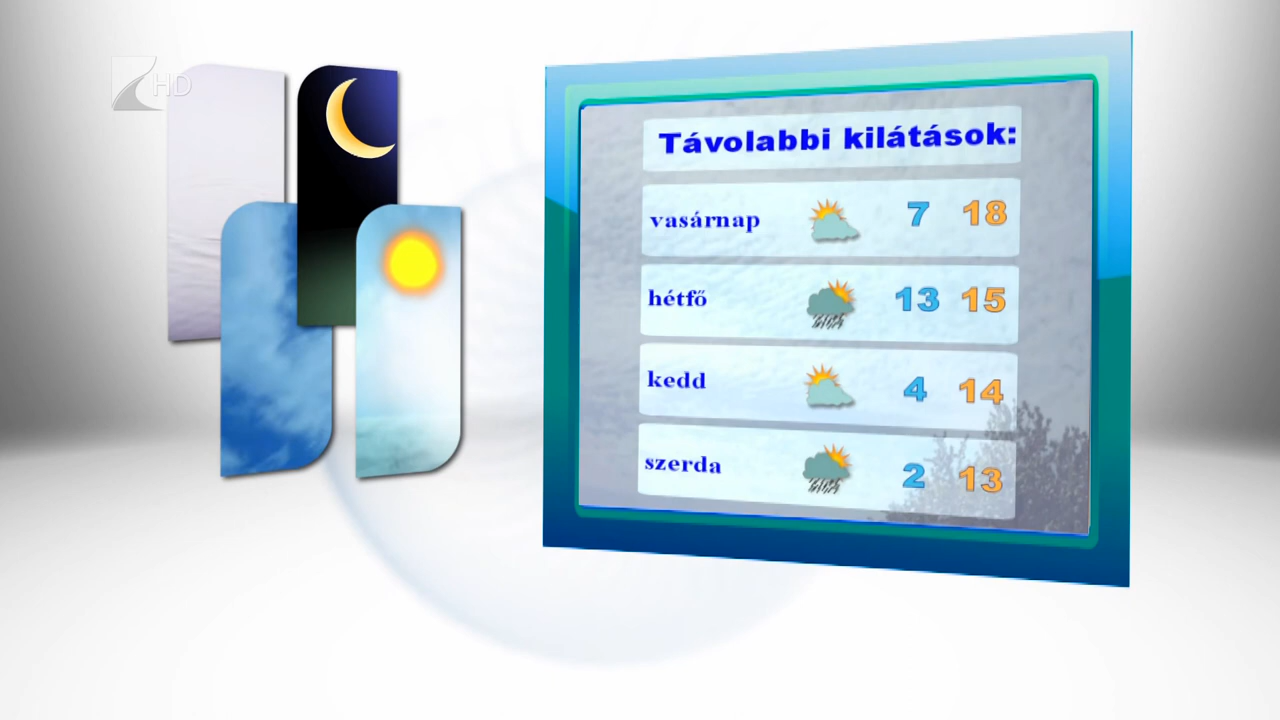 HD
Távolabbi kilátások:
vasárnap 7 18
hétfő 13 15
kedd 4 14
szerda 2 13